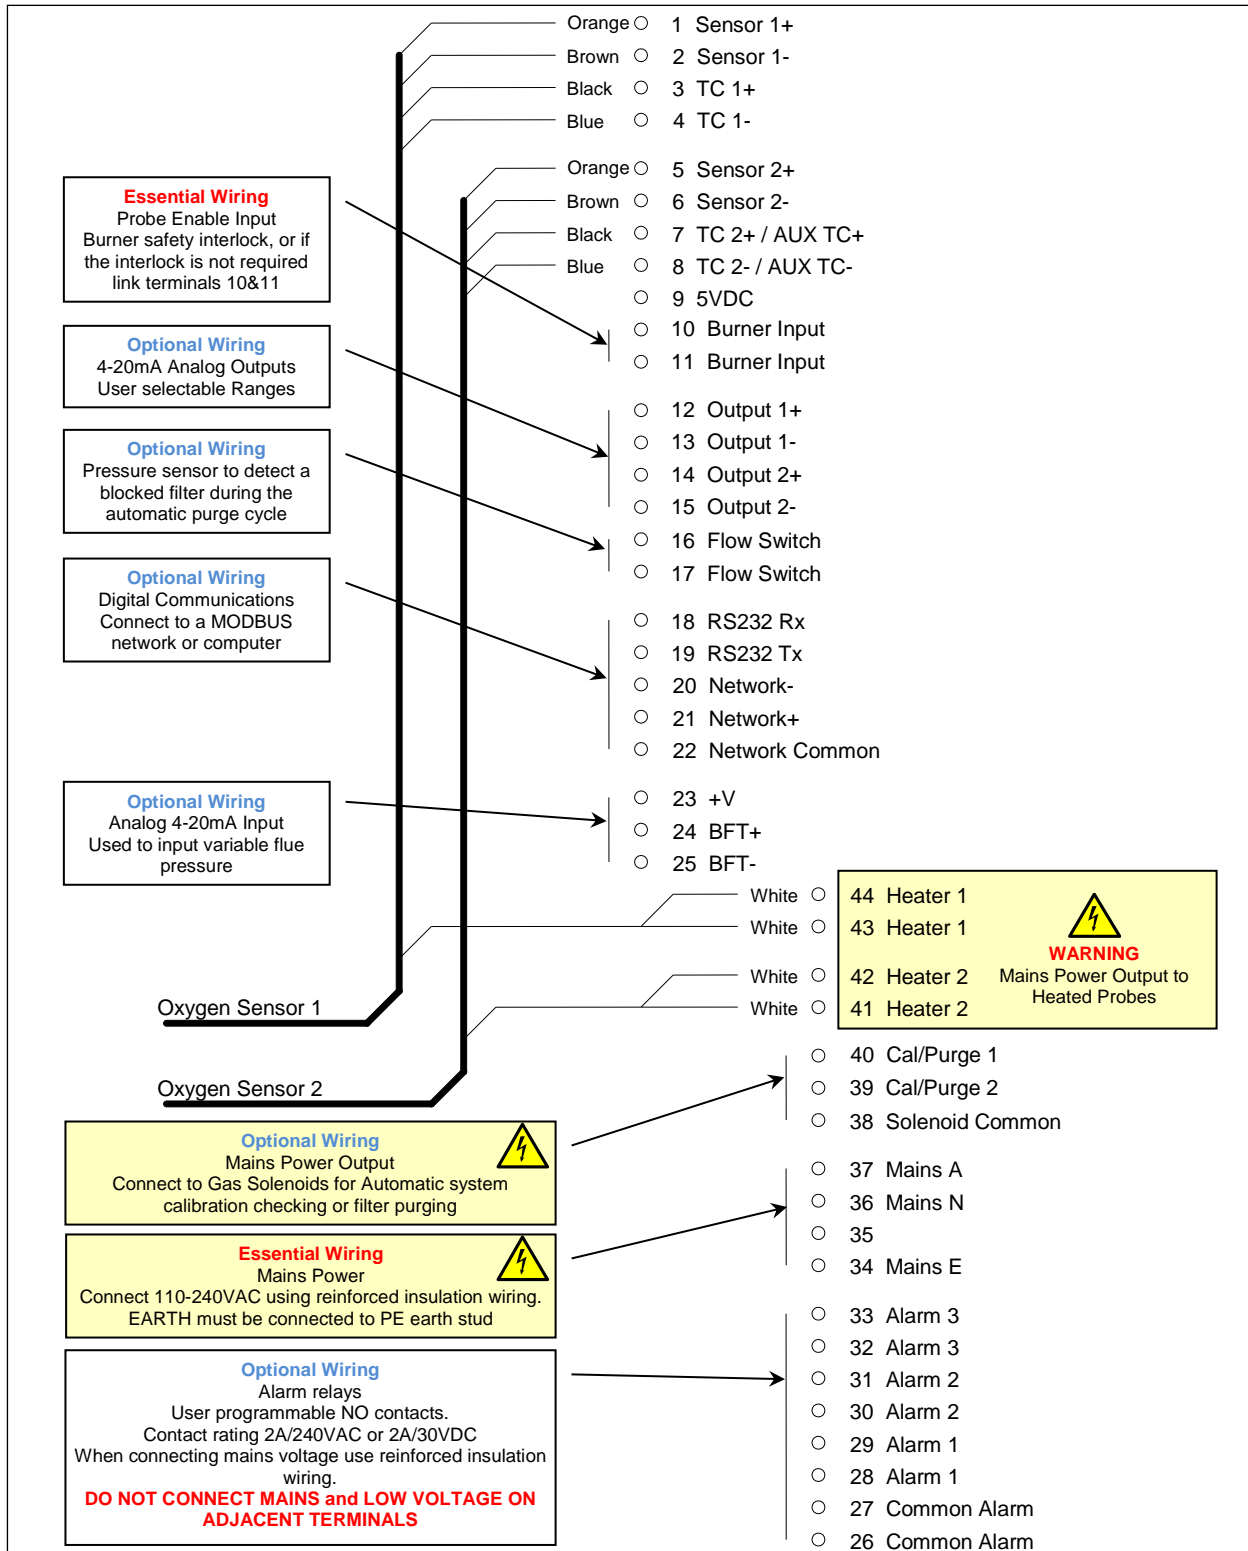 Orange 1 Sensor 1+
Brown 2 Sensor 1-
Black 3 TC 1+
Blue 4 TC 1-
Orange 5 Sensor 2+
Brown 6 Sensor 2-
Black 7 TC 2+ / AUX TC+
Blue 8 TC 2- / AUX TC-
9 5VDC
10 Burner Input
11 Burner Input
12 Output 1+
13 Output 1-
14 Output 2+
15 Output 2-
16 Flow Switch
17 Flow Switch
18 RS232 Rx
19 RS232 Tx
20 Network-
21 Network+
22 Network Common
23 +V
24 BFT+
25 BFT-
Essential Wiring
Probe Enable Input
Burner safety interlock, or if
the interlock is not required
link terminals 10&11
Optional Wiring
4-20mA Analog Outputs
User selectable Ranges
Optional Wiring
Pressure sensor to detect a
blocked filter during the
automatic purge cycle
Optional Wiring
Digital Communications
Connect to a MODBUS
network or computer
Optional Wiring
Analog 4-20mA Input
Used to input variable flue
pressure
White 44 Heater 1
White 43 Heater 1
White 42 Heater 2
White 41 Heater 2
WARNING
Mains Power Output to
Heated Probes
Oxygen Sensor 1
Oxygen Sensor 2
40 Cal/Purge 1
39 Cal/Purge 2
38 Solenoid Common
37 Mains A
36 Mains N
35
34 Mains E
33 Alarm 3
32 Alarm 3
31 Alarm 2
30 Alarm 2
29 Alarm 1
28 Alarm 1
27 Common Alarm
26 Common Alarm
Optional Wiring
Mains Power Output
Connect to Gas Solenoids for Automatic system
calibration checking or filter purging
Essential Wiring
Mains Power
Connect 110-240VAC using reinforced insulation wiring.
EARTH must be connected to PE earth stud
Optional Wiring
Alarm relays
User programmable NO contacts.
Contact rating 2A/240VAC or 2A/30VDC
When connecting mains voltage use reinforced insulation
wiring.
DO NOT CONNECT MAINS and LOW VOLTAGE ON
ADJACENT TERMINALS